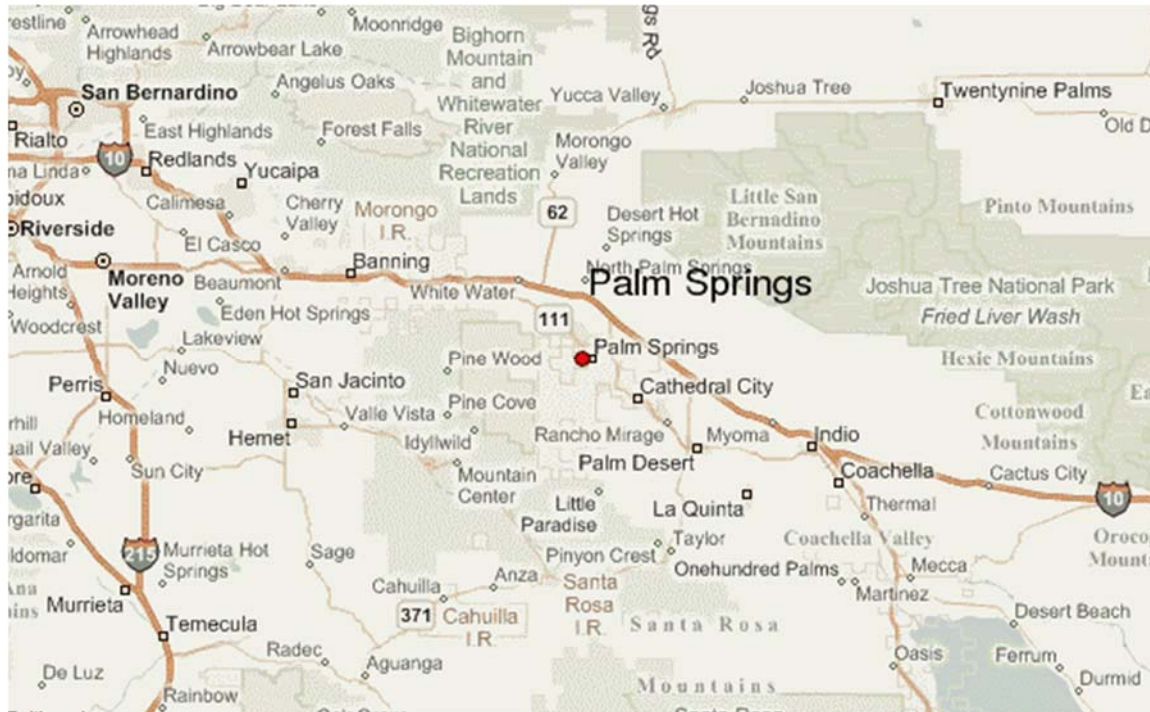 Moonridge
Arrowhead
Highlands
Arrowbear Lake
Bighorn
Mountain
and
Whitewater
River
National
Recreation
Lands
San Bernardino
Angelus Oaks
Yucca Valley
Joshua Tree
Twentynine Palms
Rialto
East Highlands
Forest Falls
10
Redlands
Yucaipa
Morongo
Valley
Calimesa
Cherry
Valley
Morongo
I.R.
62
Desert Hot
Springs
Little San
Bernadino
Mountains
Pinto Mountains
Riverside
El Casco
Banning
North Palm Springs
Palm Springs
Moreno
Valley
Beaumont
White Water
Joshua Tree National Park
Fried Liver Wash
Arnold
Heights
Eden Hot Springs
111
Woodcrest
Lakeview
Palm Springs
Hexie Mountains
Nuevo
Pine Wood
Perris
San Jacinto
Cathedral City
Homeland
Valle Vista
Pine Cove
Cottonwood
Mountains
Hemet
Idyllwild
Rancho Mirage
Myoma
Indio
Sun City
Palm Desert
Mountain
Center
Coachella
Cactus City
10
Little
Paradise
La Quinta
Thermal
215
Murrieta Hot
Springs
Sage
Coachella Valley
Pinyon Crest
Taylor
Onehundred Palms
Mecca
Martinez
Murrieta
Cahuilla
Anza
Santa
Rosa
I.R.
371
Cahuilla
I.R.
Santa Rosa
Mountains
Desert Beach
Temecula
Radec
Aguanga
Oasis
Ferrum
Durmid
De Luz
Rainbow